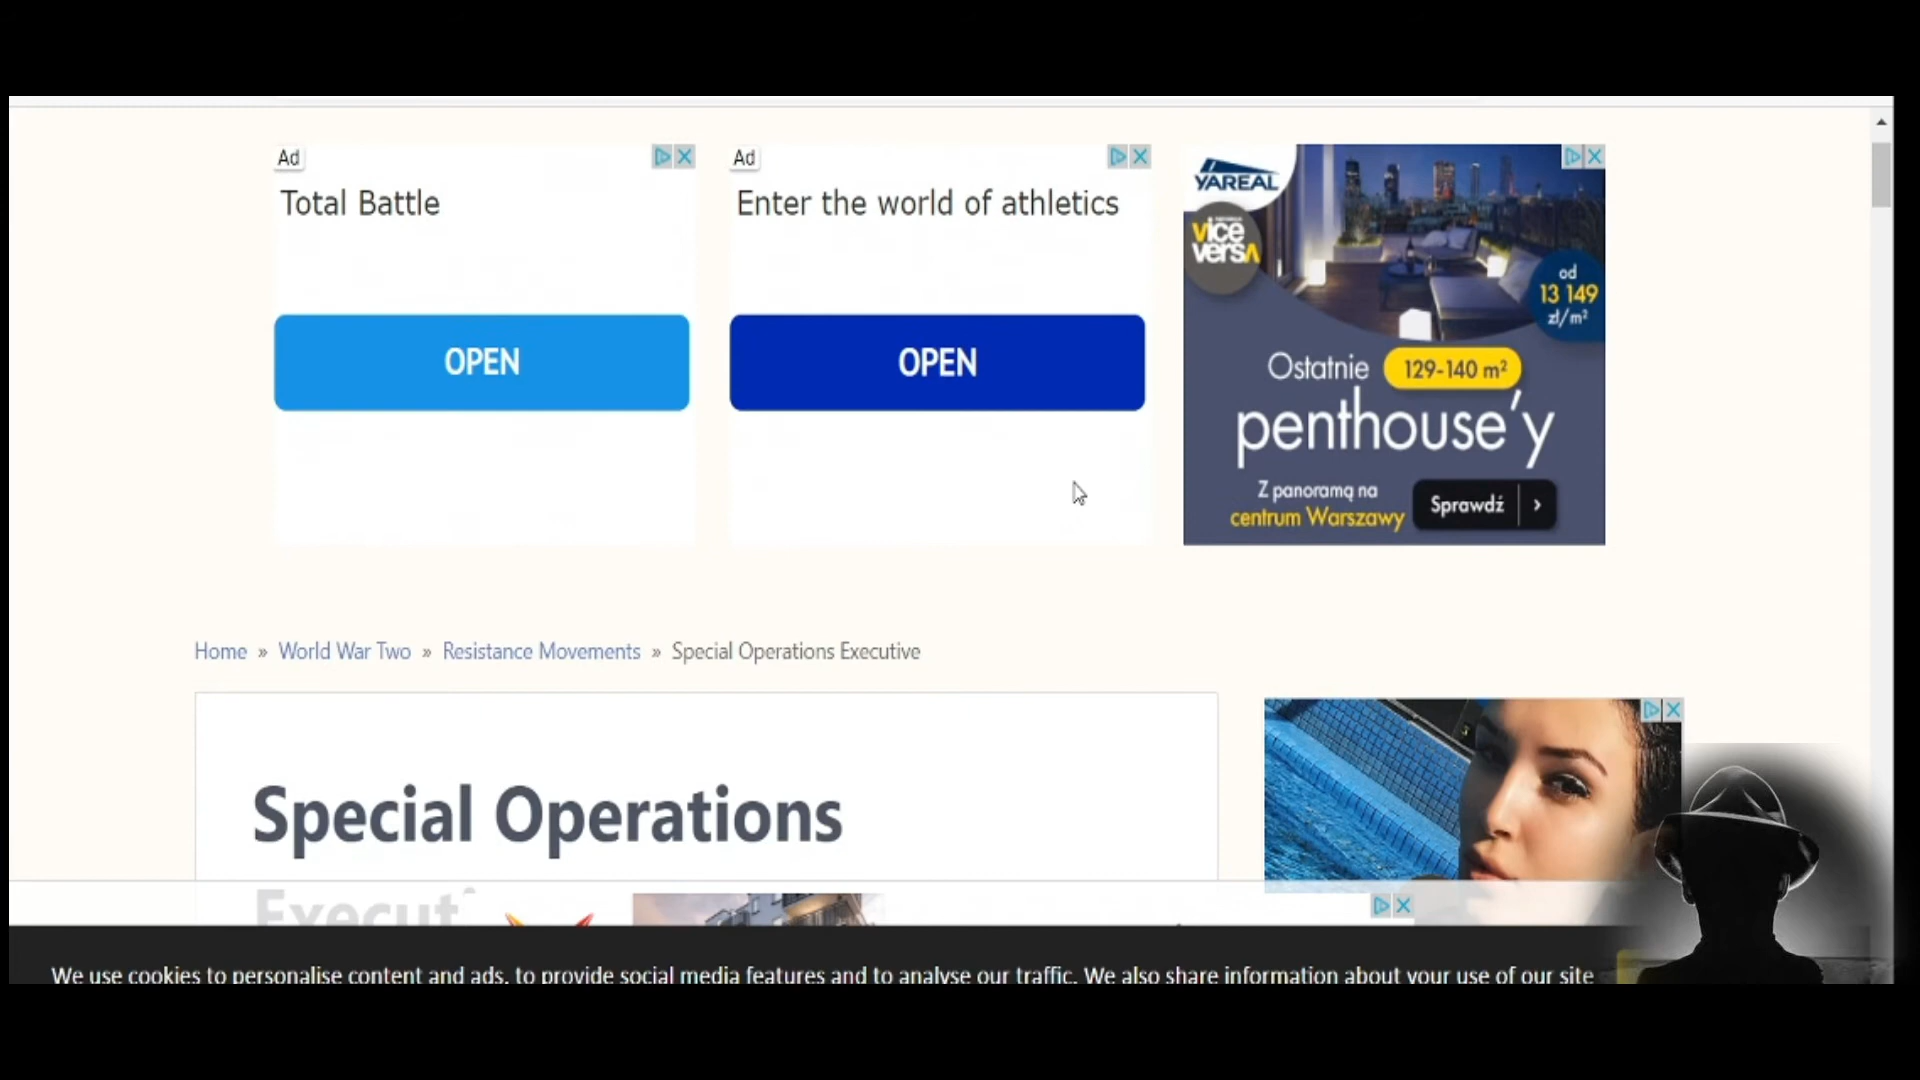 Ad
Total Battle
OPEN
Ad
Enter the world of athletics
OPEN
YAREAL
vice
versa
od
13 149
zł/m²
Ostatnie 129-140 m²
penthouse'y
Z panoramą na
centrum Warszawy
Sprawdź
Home » World War Two » Resistance Movements » Special Operations Executive
Special Operations
We use cookies to personalise content and ads, to provide social media features and to analyse our traffic. We also share information about your use of our site